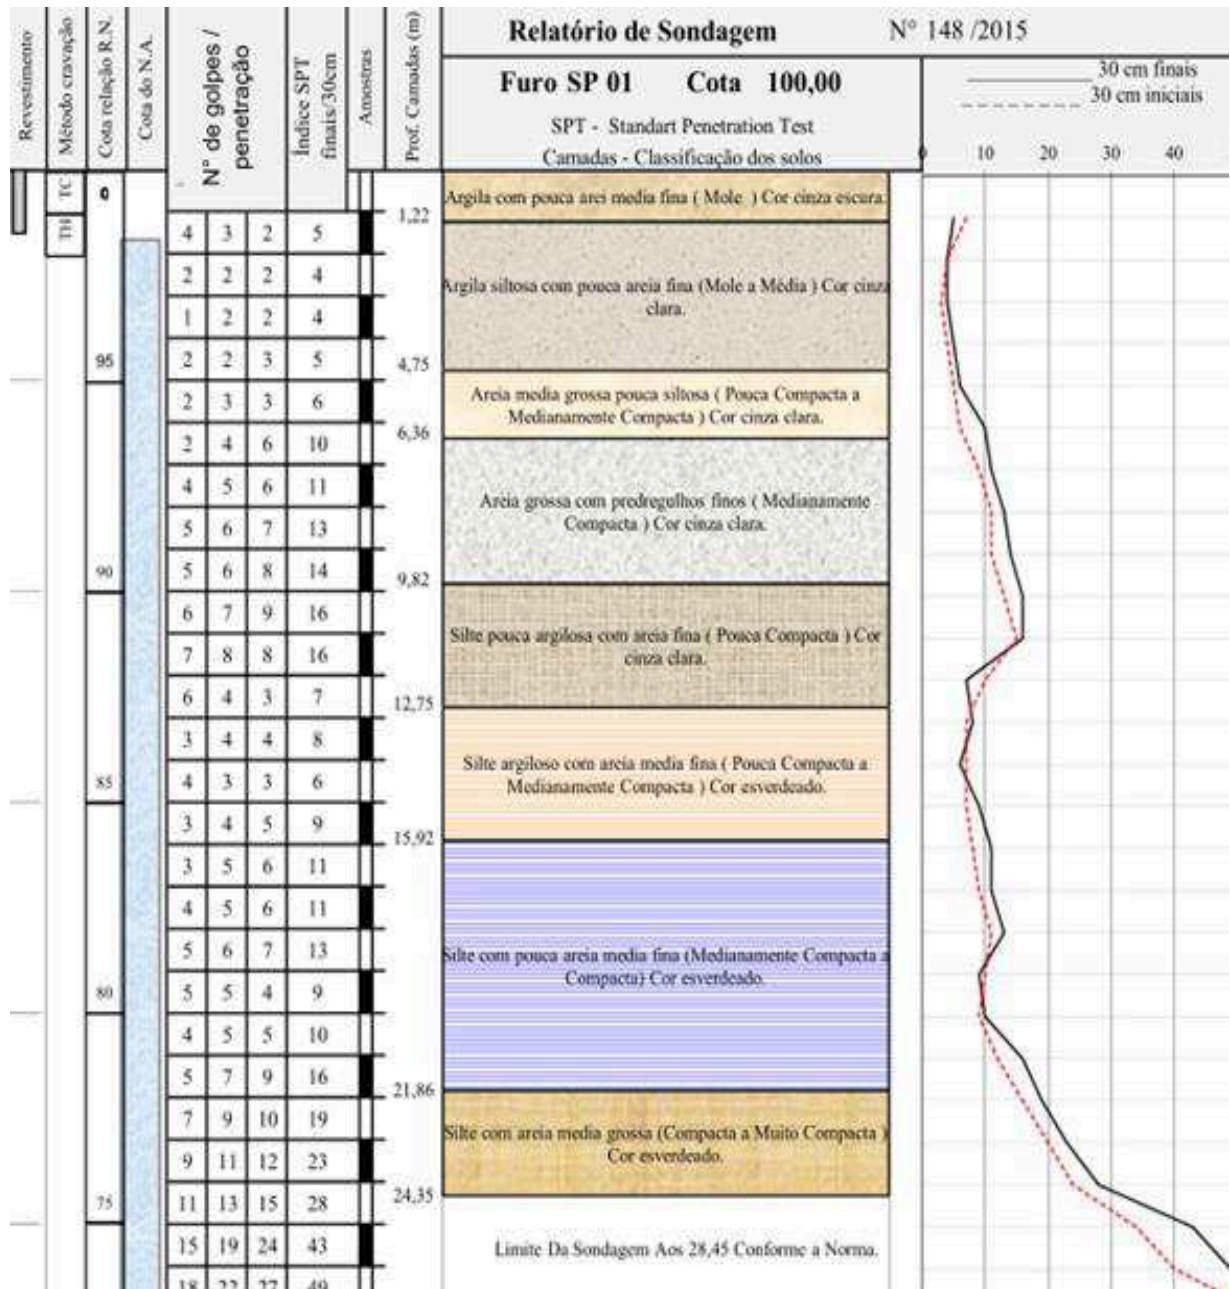 Relatório de Sondagem N° 148 /2015
Revestimento
Método cravação
Cota relação R.N.
Cota do N.A.
N° de golpes /
penetração
Índice SPT
finais/30cm
Amostras
Prof. Camadas (m)
Furo SP 01 Cota 100,00
SPT - Standart Penetration Test
Camadas - Classificação dos solos
30 cm finais
30 cm iniciais
0 10 20 30 40
TC
0
Argila com pouca arei media fina ( Mole ) Cor cinza escura.
1,22
TH
4 3 2 5
2 2 2 4
Argila siltosa com pouca areia fina (Mole a Média ) Cor cinza
clara.
1 2 2 4
95
2 2 3 5
4,75
2 3 3 6
Areia media grossa pouca siltosa ( Pouca Compacta a
Medianamente Compacta ) Cor cinza clara.
2 4 6 10
6,36
4 5 6 11
Areia grossa com predregulhos finos ( Medianamente
Compacta ) Cor cinza clara.
5 6 7 13
90
5 6 8 14
9,82
6 7 9 16
Silte pouca argilosa com areia fina ( Pouca Compacta ) Cor
cinza clara.
7 8 8 16
6 4 3 7
12,75
3 4 4 8
Silte argiloso com areia media fina ( Pouca Compacta a
Medianamente Compacta ) Cor esverdeado.
85
4 3 3 6
3 4 5 9
15,92
3 5 6 11
4 5 6 11
5 6 7 13
Silte com pouca areia media fina (Medianamente Compacta a
Compacta) Cor esverdeado.
80
5 5 4 9
4 5 5 10
5 7 9 16
21,86
7 9 10 19
Silte com areia media grossa (Compacta a Muito Compacta )
Cor esverdeado.
9 11 12 23
75
11 13 15 28
24,35
15 19 24 43
Limite Da Sondagem Aos 28,45 Conforme a Norma.
18 22 27 49